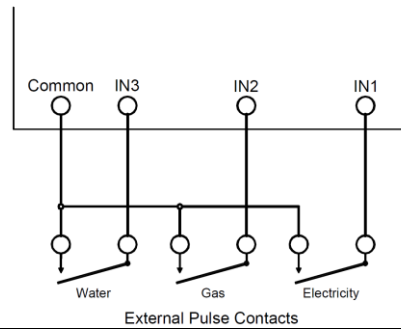 Common IN3 IN2 IN1
Water Gas Electricity
External Pulse Contacts